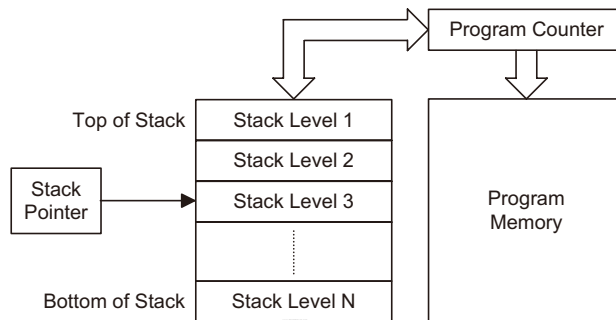 Program Counter
Top of Stack
Stack Level 1
Stack Level 2
Stack
Pointer
Stack Level 3
Program
Memory
Bottom of Stack
Stack Level N